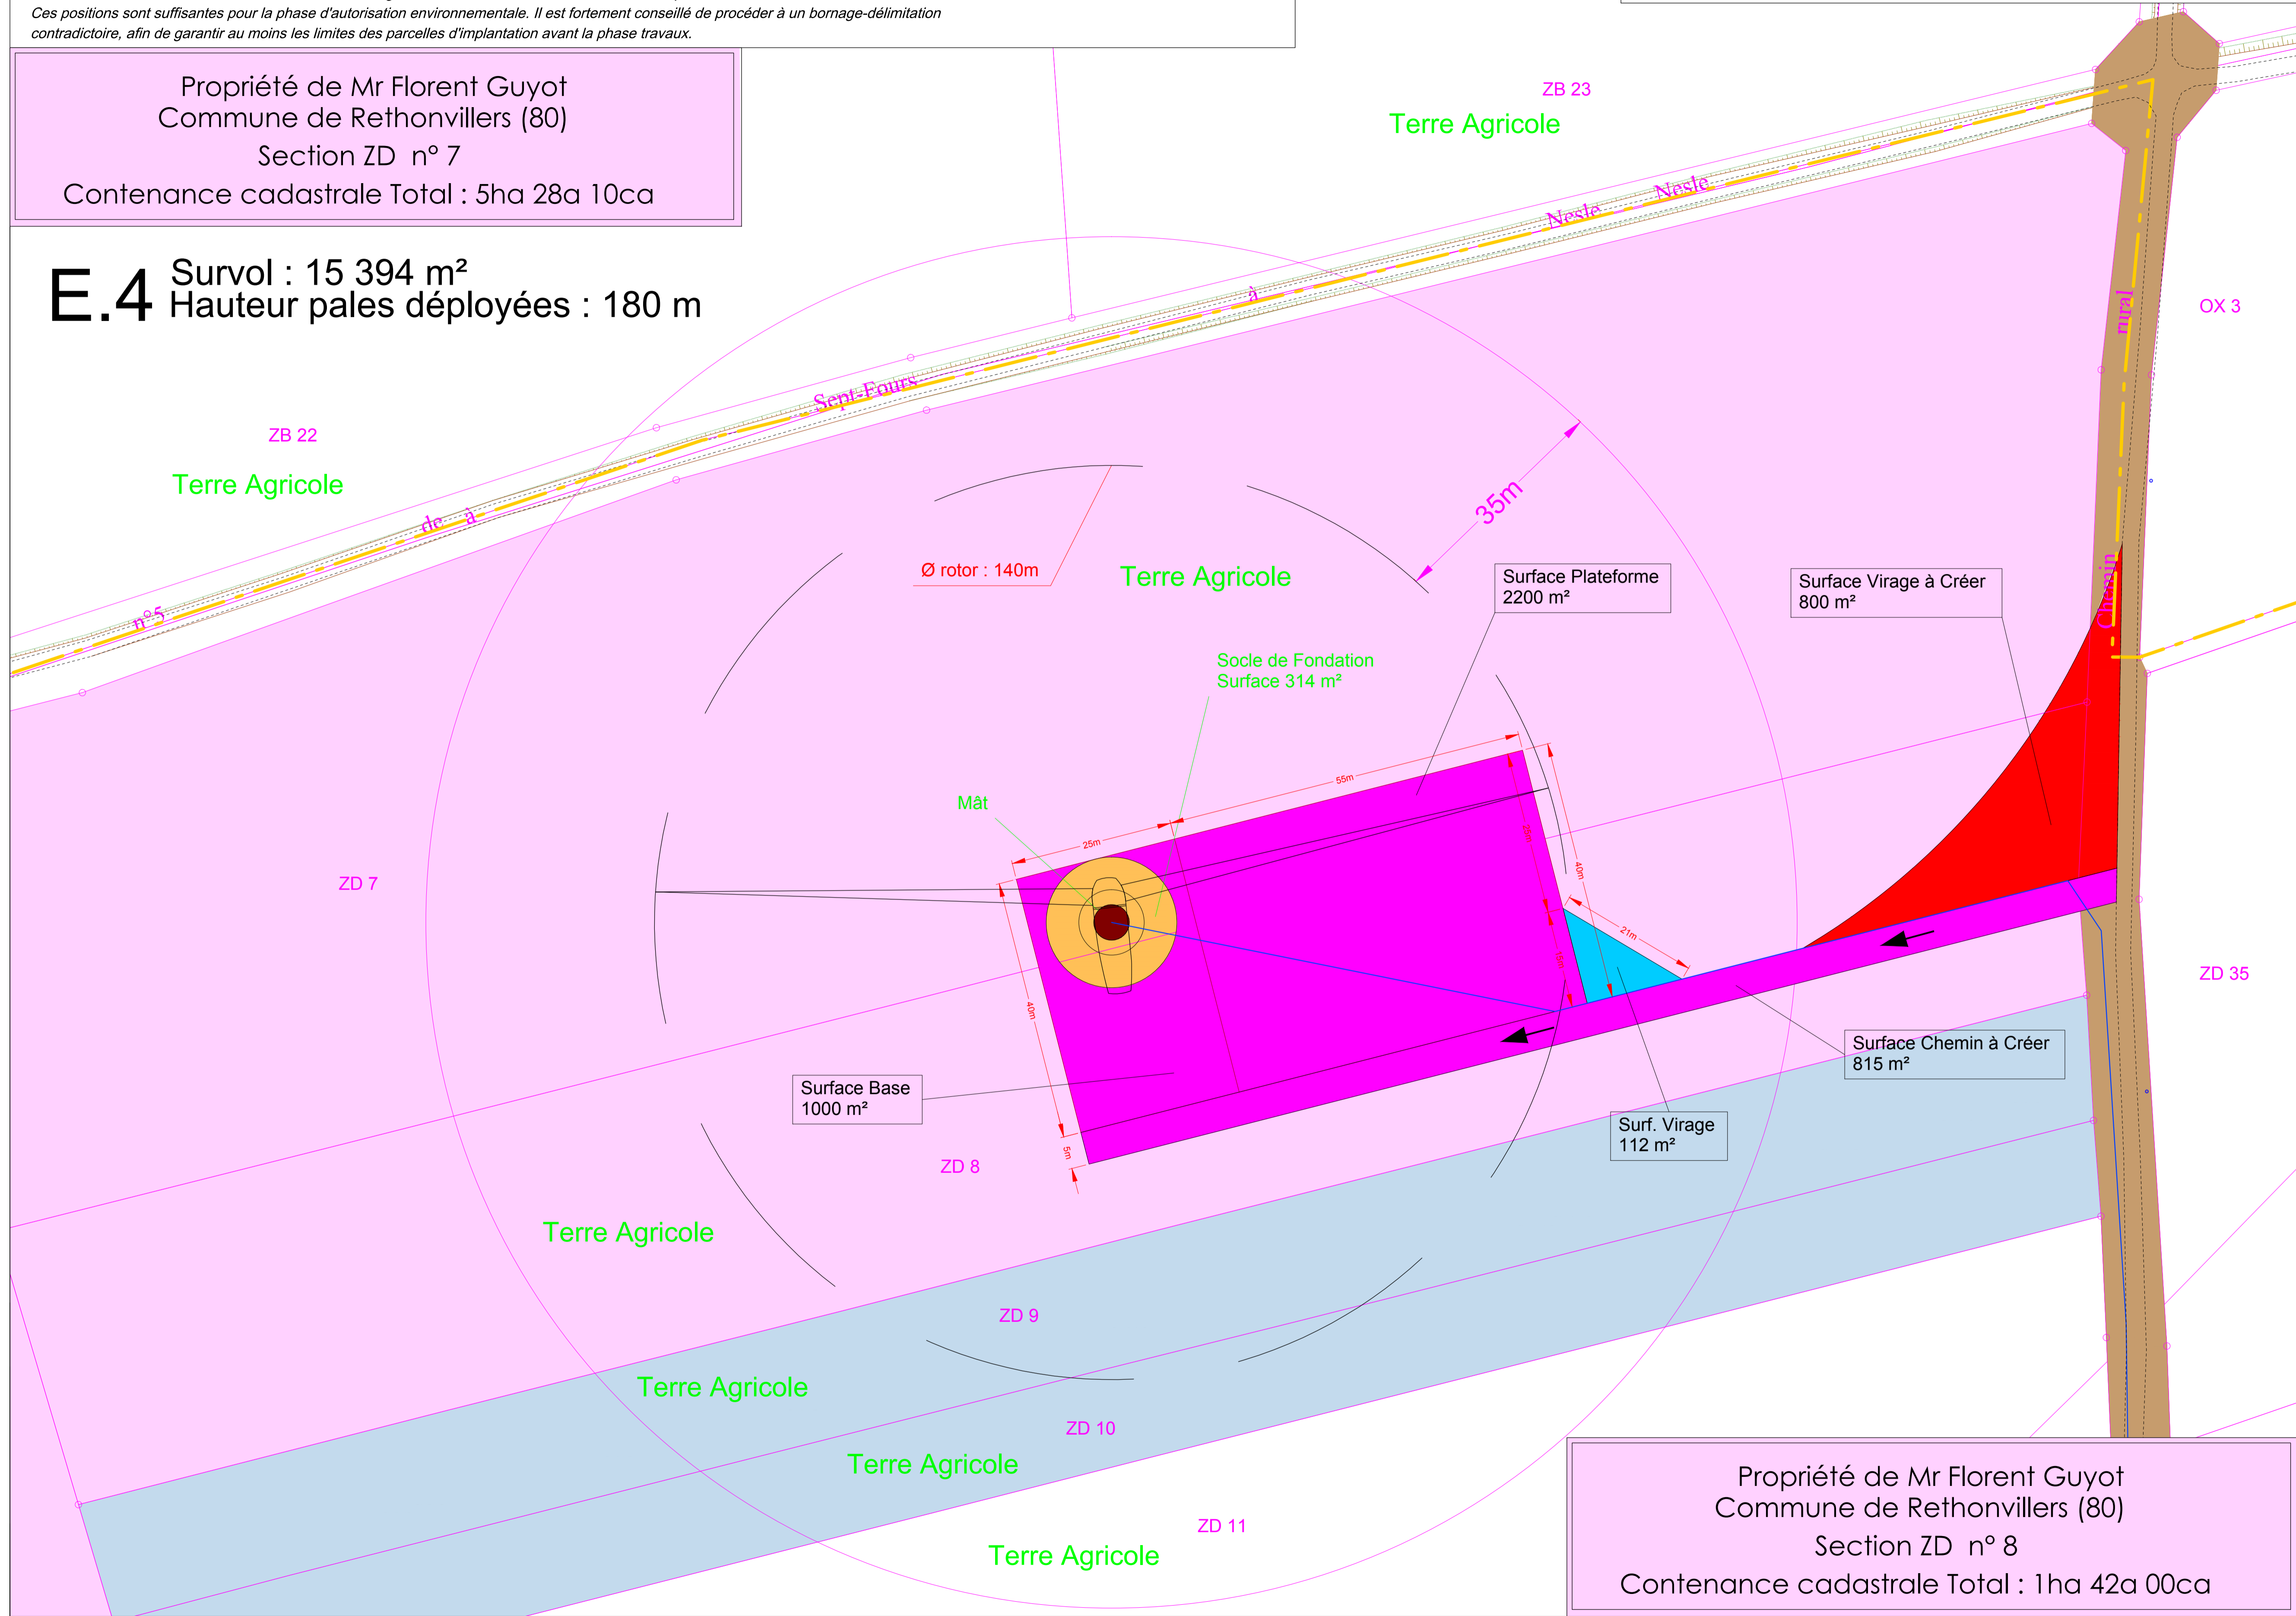 Ces positions sont suffisantes pour la phase d'autorisation environnementale. Il est fortement conseillé de procéder à un bornage-délimitation
contradictoire, afin de garantir au moins les limites des parcelles d'implantation avant la phase travaux.
Propriété de Mr Florent Guyot
Commune de Rethonvillers (80)
Section ZD n° 7
Contenance cadastrale Total : 5ha 28a 10ca
E.4
Survol : 15 394 m²
Hauteur pales déployées : 180 m
ZB 23
Terre Agricole
Nesle
Nesle
à
Sept-Fours
à
de
n°5
rural
Chemin
OX 3
ZB 22
Terre Agricole
35m
Ø rotor : 140m
Terre Agricole
Surface Plateforme
2200 m²
Surface Virage à Créer
800 m²
Socle de Fondation
Surface 314 m²
Mât
55m
25m
25m
40m
15m
21m
40m
5m
ZD 7
ZD 35
Surface Chemin à Créer
815 m²
Surface Base
1000 m²
Surf. Virage
112 m²
ZD 8
Terre Agricole
ZD 9
Terre Agricole
ZD 10
Terre Agricole
ZD 11
Terre Agricole
Propriété de Mr Florent Guyot
Commune de Rethonvillers (80)
Section ZD n° 8
Contenance cadastrale Total : 1ha 42a 00ca